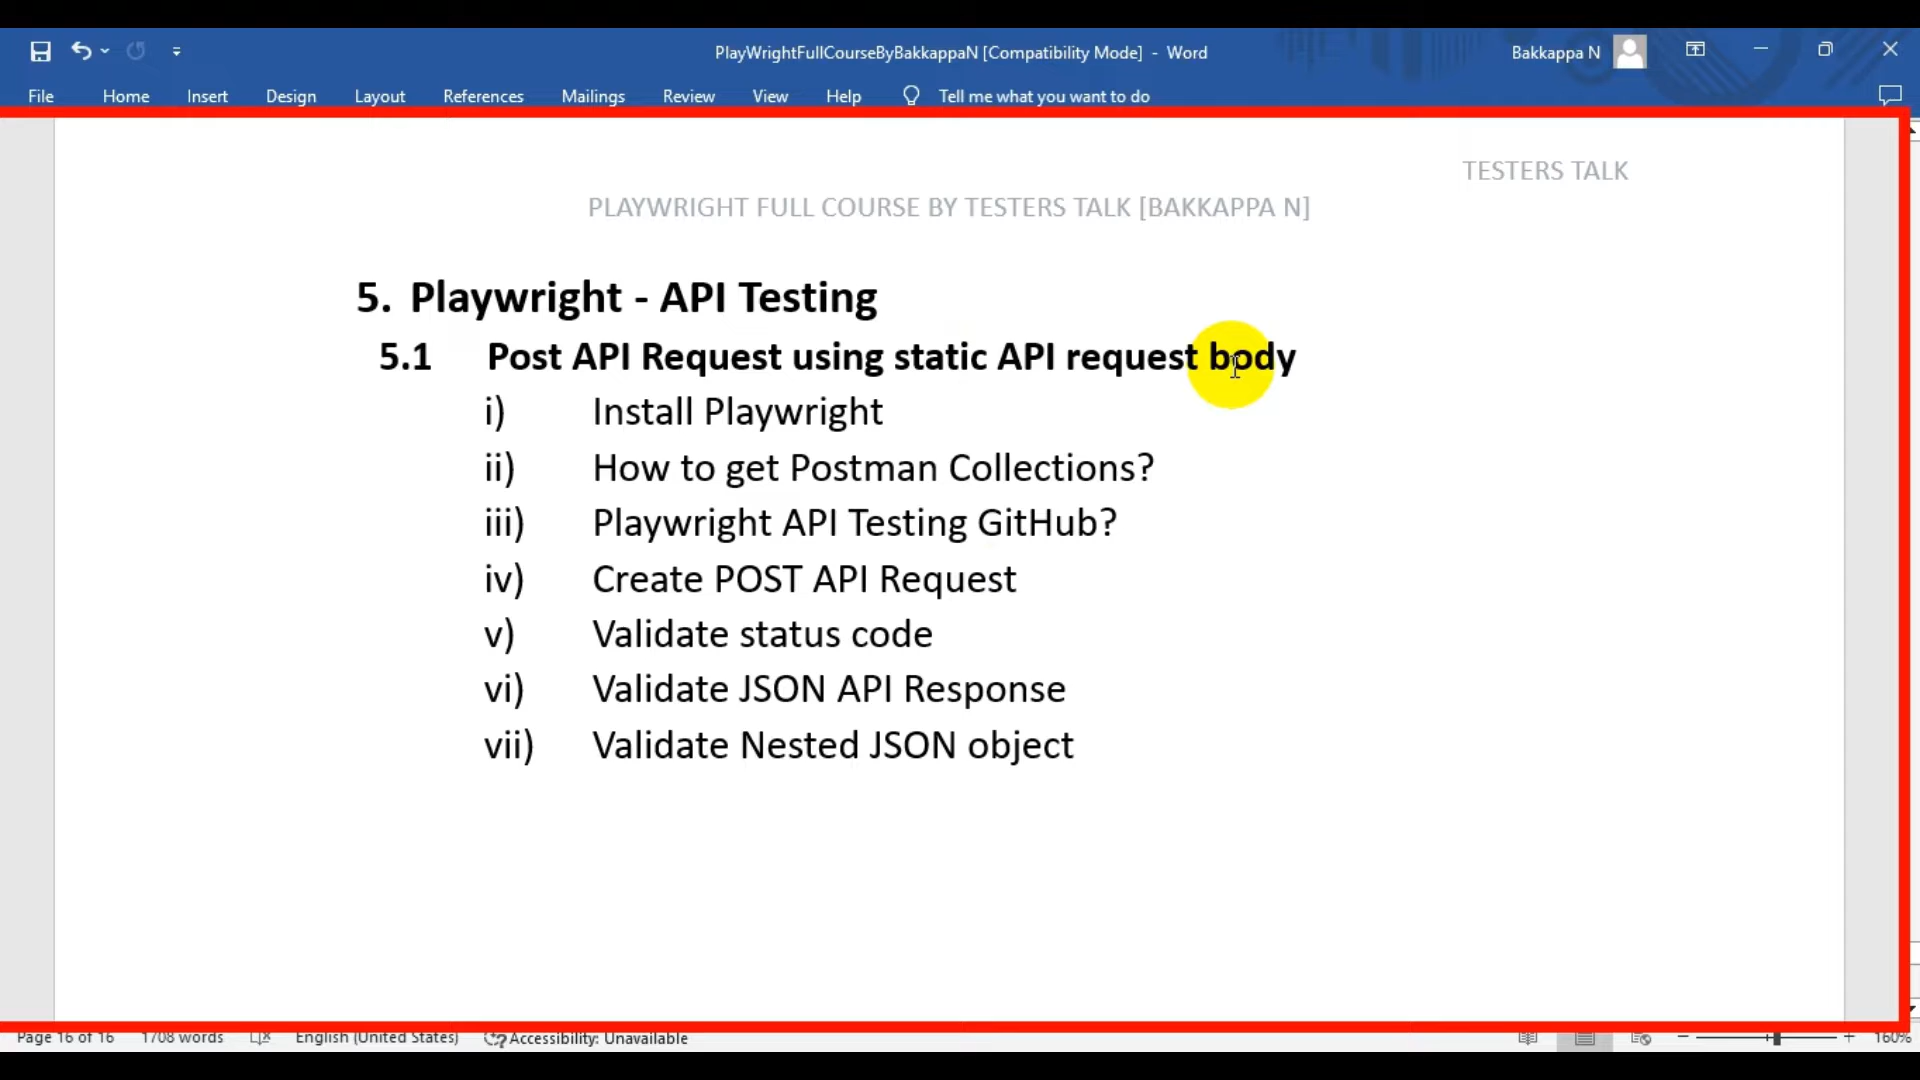 PlayWrightFullCourseByBakkappaN [Compatibility Mode] - Word
Bakkappa N
File Home Insert Design Layout References Mailings Review View Help Tell me what you want to do
TESTERS TALK
PLAYWRIGHT FULL COURSE BY TESTERS TALK [BAKKAPPA N]
5. Playwright - API Testing
5.1 Post API Request using static API request body
i) Install Playwright
ii) How to get Postman Collections?
iii) Playwright API Testing GitHub?
iv) Create POST API Request
v) Validate status code
vi) Validate JSON API Response
vii) Validate Nested JSON object
Page 16 of 16 1708 words English (United States) Accessibility: Unavailable 160%